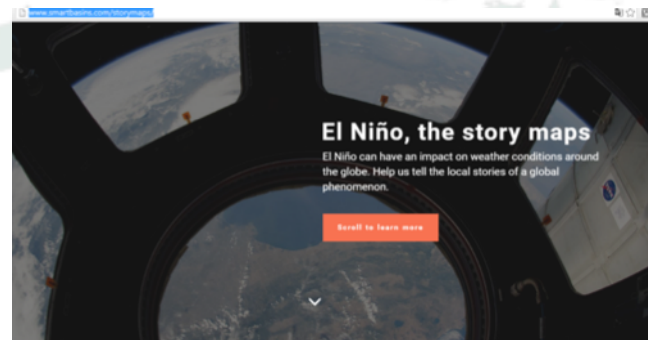 www.smartbasins.com/storymaps/
El Niño, the story maps
El Niño can have an impact on weather conditions around
the globe. Help us tell the local stories of a global
phenomenon.
Scroll to learn more